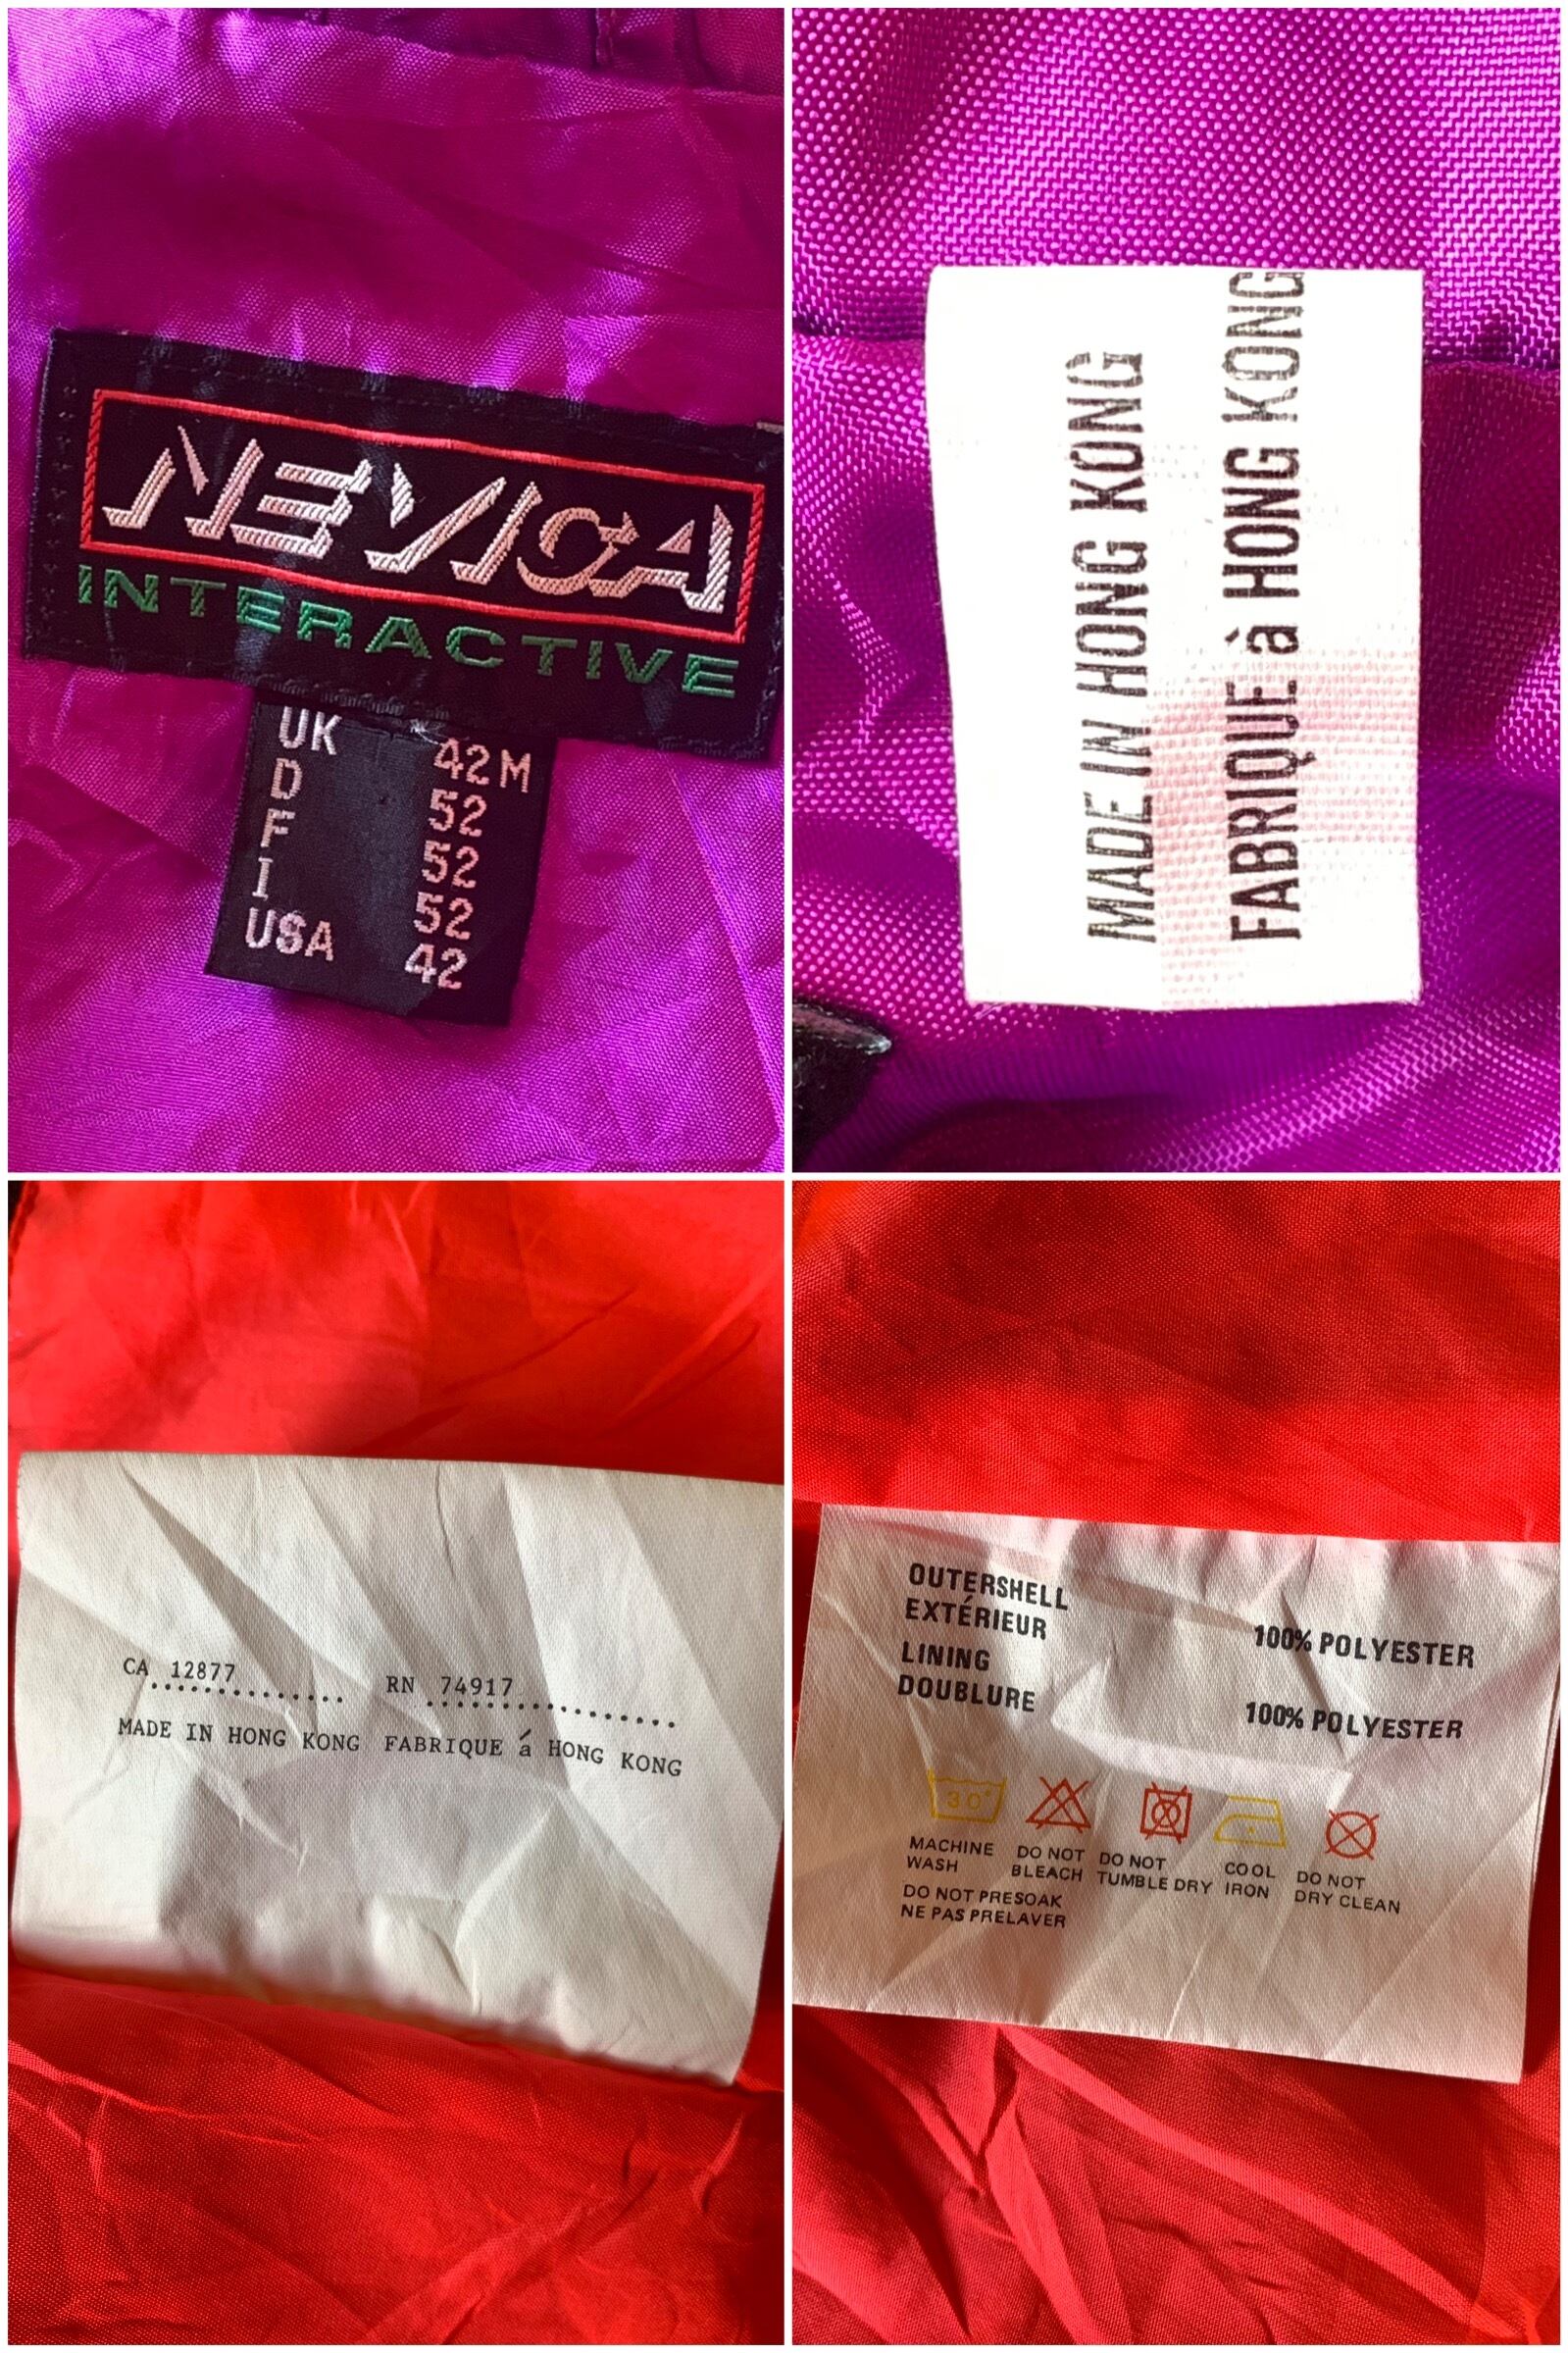 NEVICA
INTERACTIVE
UK 42M
D 52
F 52
I 52
USA 42
MADE IN HONG KONG
FABRIQUE à HONG KONG
CA 12877 RN 74917
MADE IN HONG KONG FABRIQUE á HONG KONG
OUTERSHELL
EXTÉRIEUR 100% POLYESTER
LINING
DOUBLURE 100% POLYESTER
30°
MACHINE WASH
DO NOT BLEACH
DO NOT TUMBLE DRY
COOL IRON
DO NOT DRY CLEAN
DO NOT PRESOAK
NE PAS PRELAVER